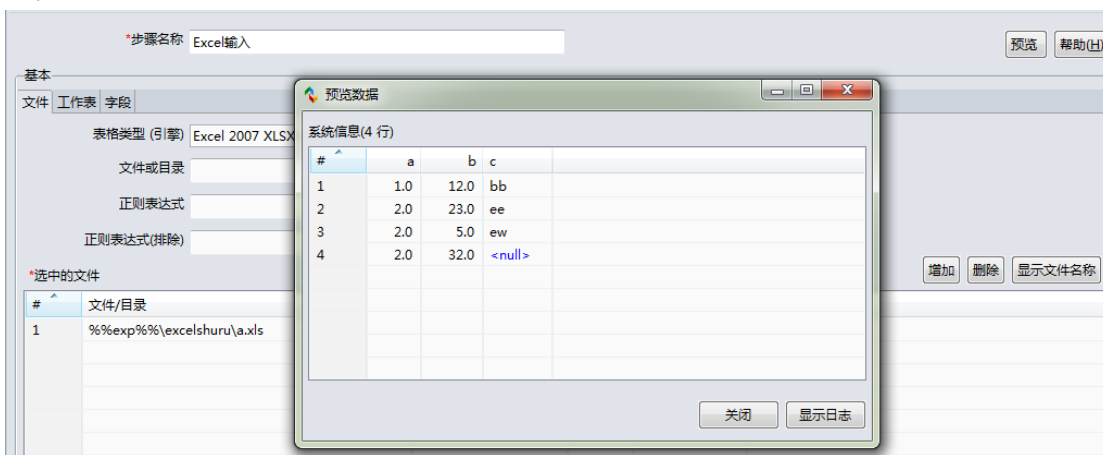 *步骤名称 Excel输入 预览 帮助(H)
基本
文件 工作表 字段
表格类型 (引擎) Excel 2007 XLSX
文件或目录
正则表达式
正则表达式(排除)
*选中的文件
增加 删除 显示文件名称
# 文件/目录
1 %%exp%%\excelshuru\a.xls
预览数据
系统信息(4 行)
# a b c
1 1.0 12.0 bb
2 2.0 23.0 ee
3 2.0 5.0 ew
4 2.0 32.0 <null>
关闭 显示日志